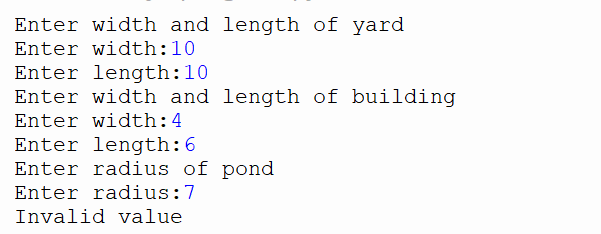 Enter width and length of yard
Enter width:10
Enter length:10
Enter width and length of building
Enter width:4
Enter length:6
Enter radius of pond
Enter radius:7
Invalid value